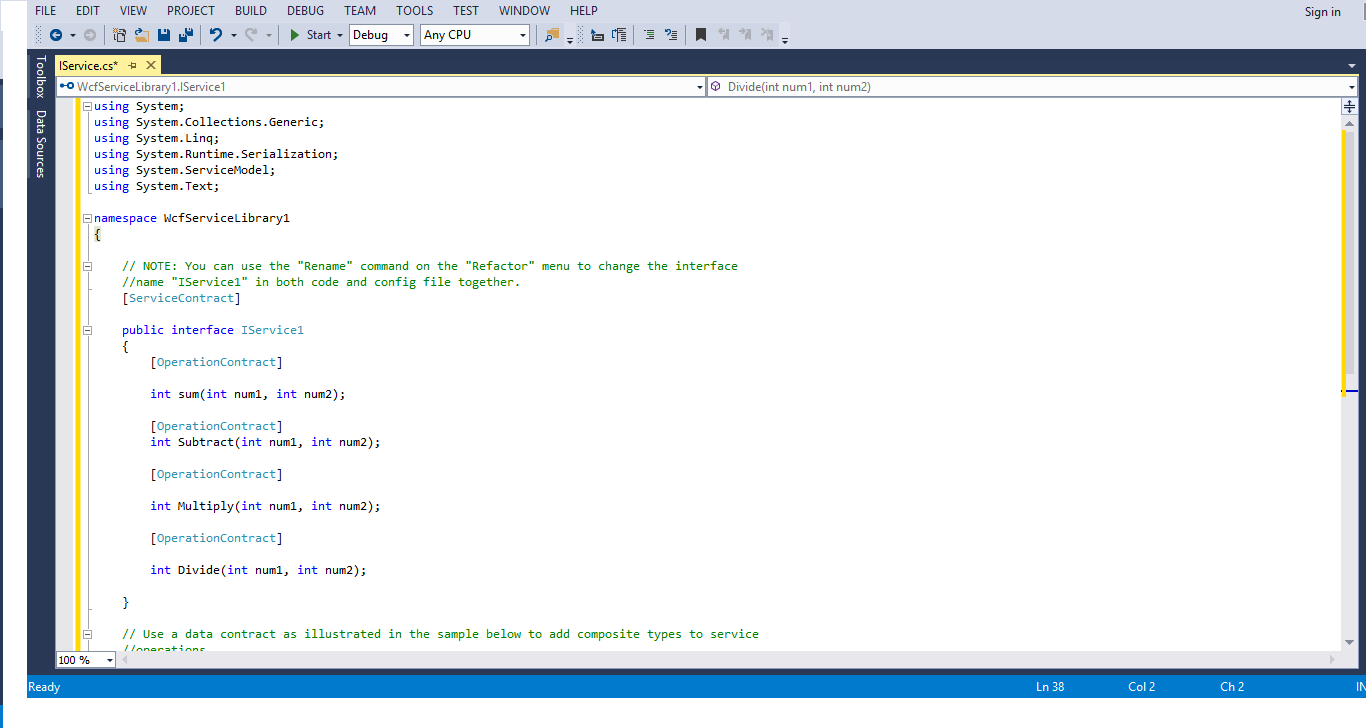 FILE EDIT VIEW PROJECT BUILD DEBUG TEAM TOOLS TEST WINDOW HELP
Sign in
Start Debug Any CPU
Toolbox
Data Sources
IService.cs*
WcfServiceLibrary1.IService1
Divide(int num1, int num2)
using System;
using System.Collections.Generic;
using System.Linq;
using System.Runtime.Serialization;
using System.ServiceModel;
using System.Text;
namespace WcfServiceLibrary1
{
// NOTE: You can use the "Rename" command on the "Refactor" menu to change the interface
//name "IService1" in both code and config file together.
[ServiceContract]
public interface IService1
{
[OperationContract]
int sum(int num1, int num2);
[OperationContract]
int Subtract(int num1, int num2);
[OperationContract]
int Multiply(int num1, int num2);
[OperationContract]
int Divide(int num1, int num2);
}
// Use a data contract as illustrated in the sample below to add composite types to service
//operations
100 %
Ready
Ln 38
Col 2
Ch 2